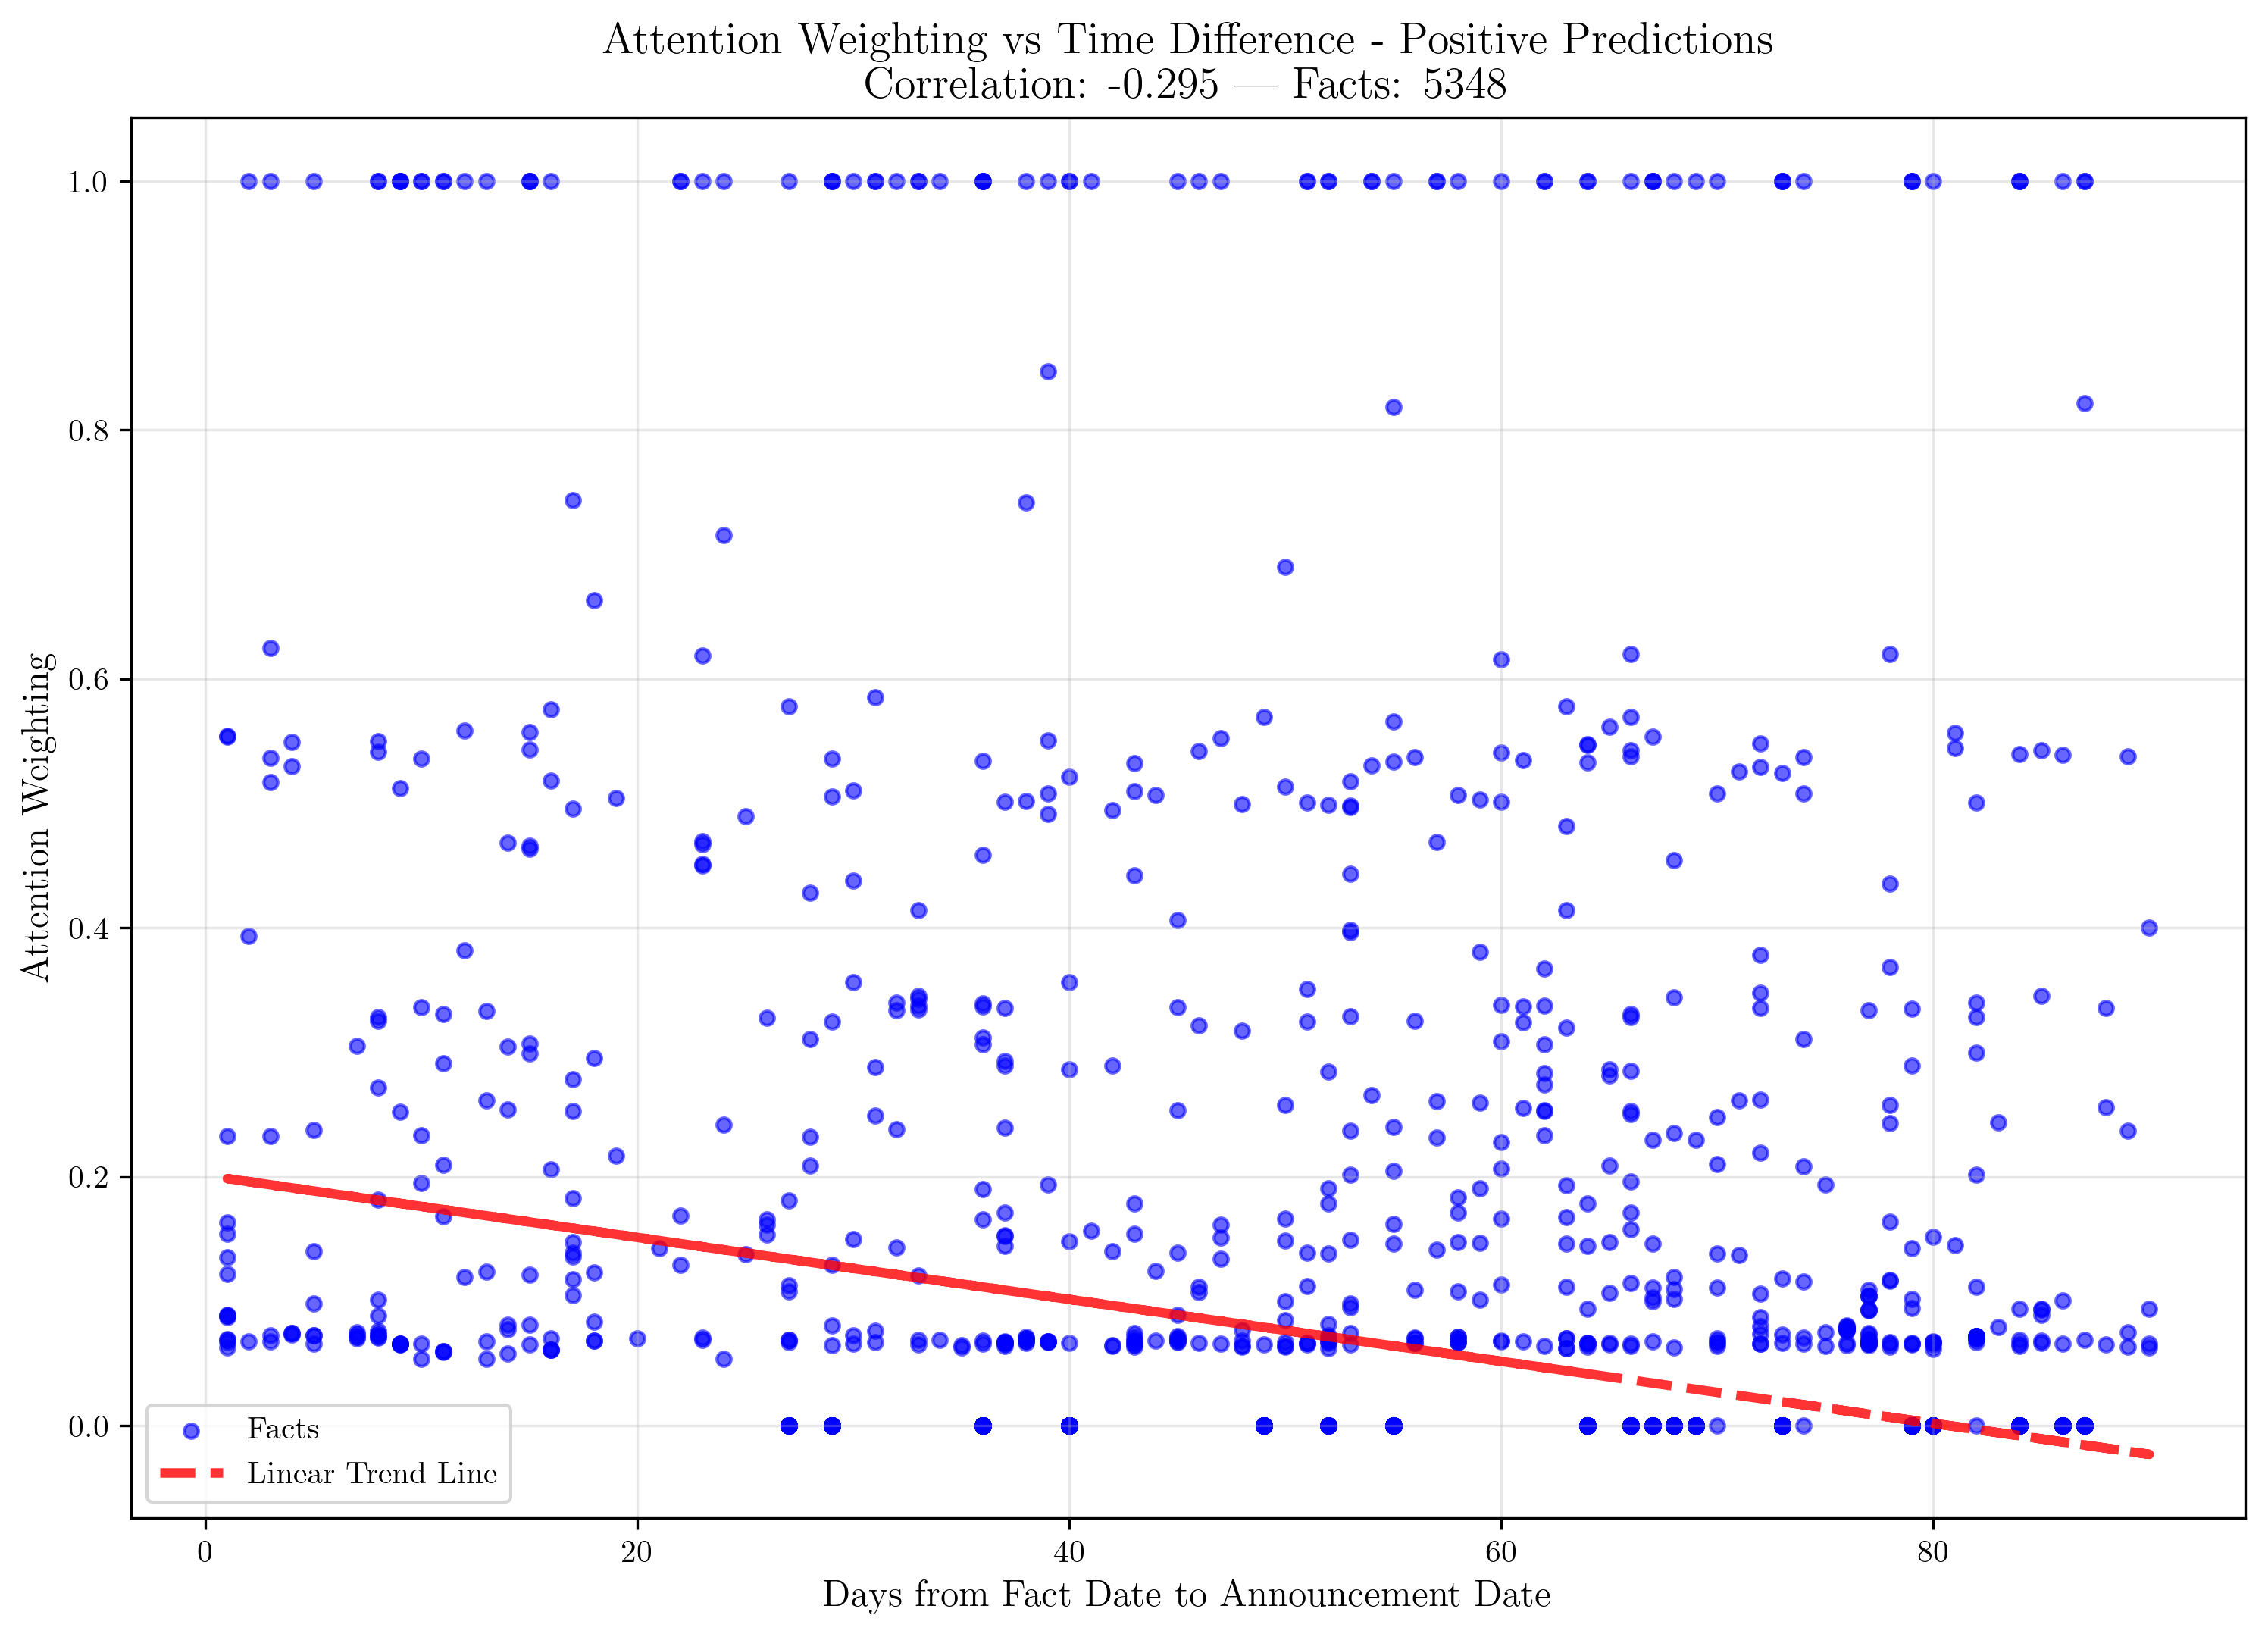 Attention Weighting vs Time Difference - Positive Predictions
Correlation: -0.295 — Facts: 5348
Attention Weighting
1.0
0.8
0.6
0.4
0.2
0.0
Facts
Linear Trend Line
0 20 40 60 80
Days from Fact Date to Announcement Date